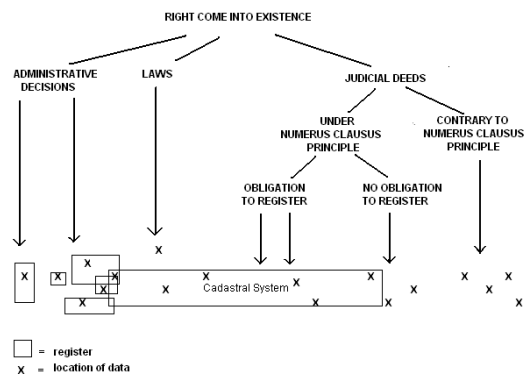 RIGHT COME INTO EXISTENCE
ADMINISTRATIVE
DECISIONS
LAWS
JUDICIAL DEEDS
UNDER
NUMERUS CLAUSUS
PRINCIPLE
CONTRARY TO
NUMERUS CLAUSUS
PRINCIPLE
OBLIGATION
TO REGISTER
NO OBLIGATION
TO REGISTER
X
X X X X X X X
X X X X X
X X X X
Cadastral System
= register
X = location of data